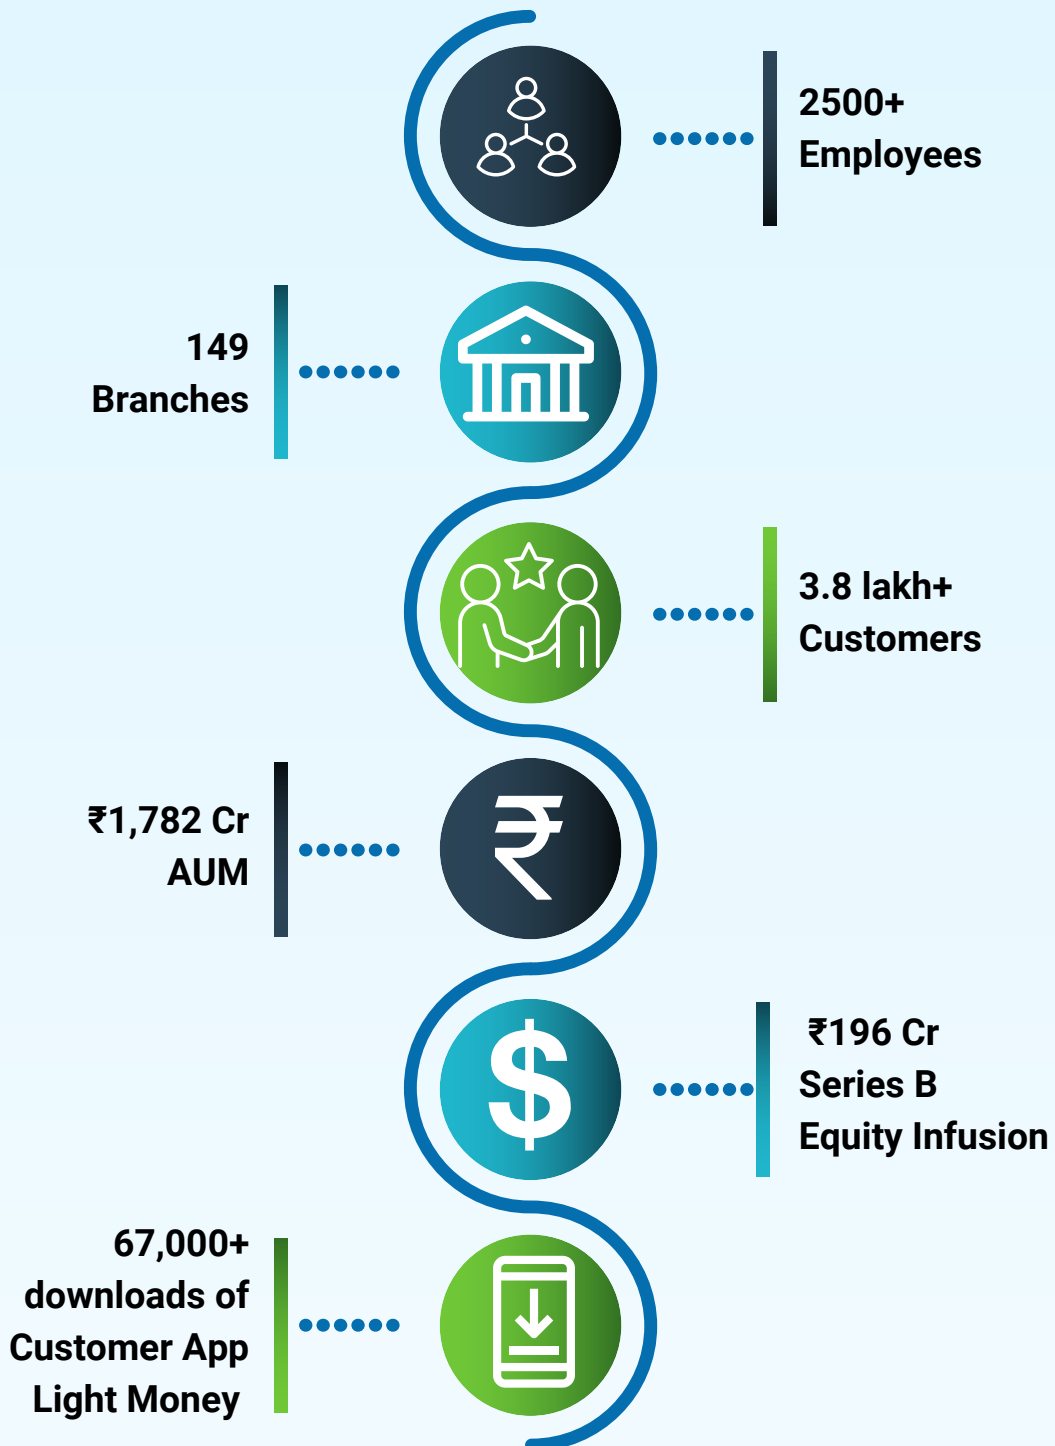 2500+
Employees
149
Branches
3.8 lakh+
Customers
₹1,782 Cr
AUM
₹196 Cr
Series B
Equity Infusion
67,000+
downloads of
Customer App
Light Money